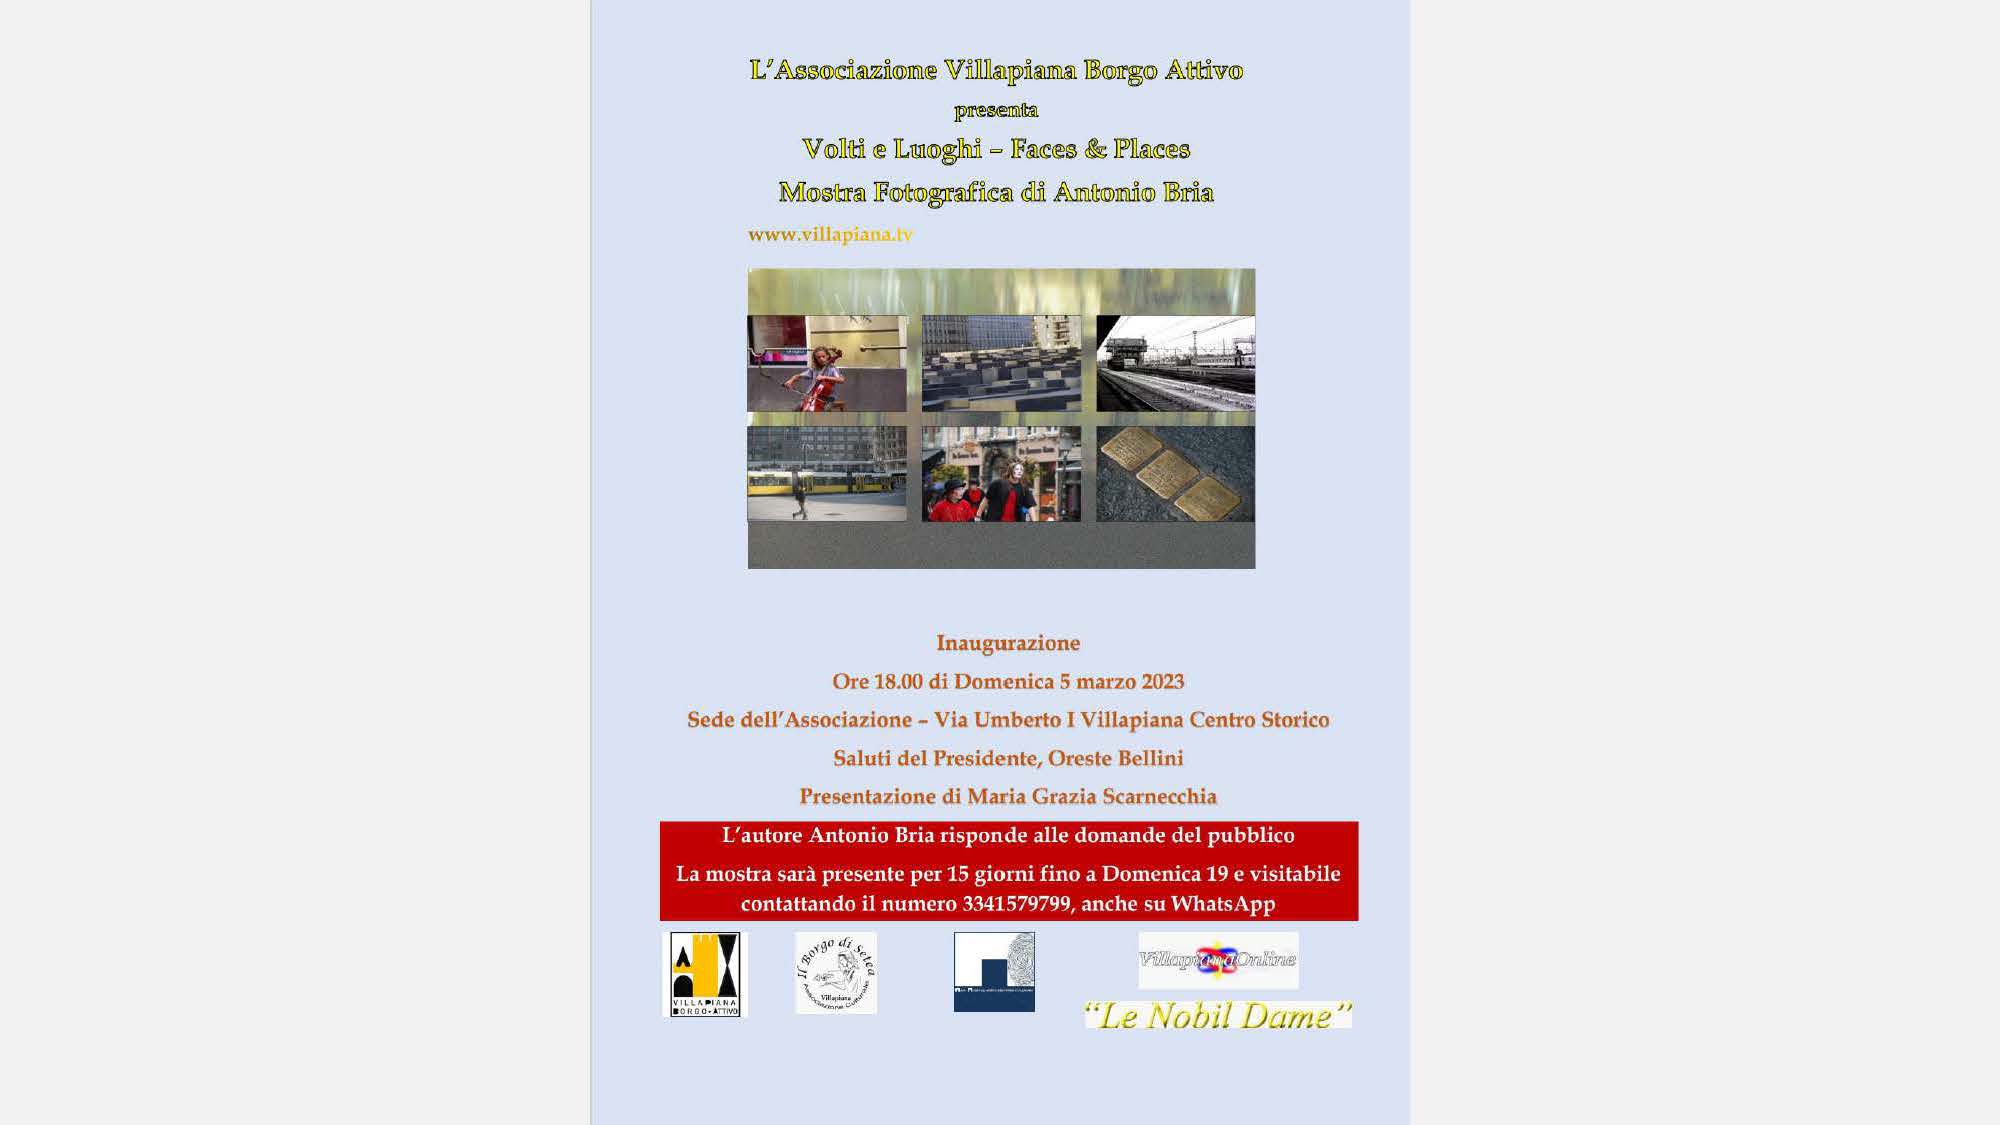 L'Associazione Villapiana Borgo Attivo
presenta
Volti e Luoghi – Faces & Places
Mostra Fotografica di Antonio Bria
www.villapiana.tv
Inaugurazione
Ore 18.00 di Domenica 5 marzo 2023
Sede dell'Associazione – Via Umberto I Villapiana Centro Storico
Saluti del Presidente, Oreste Bellini
Presentazione di Maria Grazia Scarnecchia
L'autore Antonio Bria risponde alle domande del pubblico
La mostra sarà presente per 15 giorni fino a Domenica 19 e visitabile
contattando il numero 3341579799, anche su WhatsApp
VILLAPIANA
BORGO•ATTIVO
Il Borgo di Setea
Villapiana
Associazione Culturale
VillapianaOnline
“Le Nobil Dame”